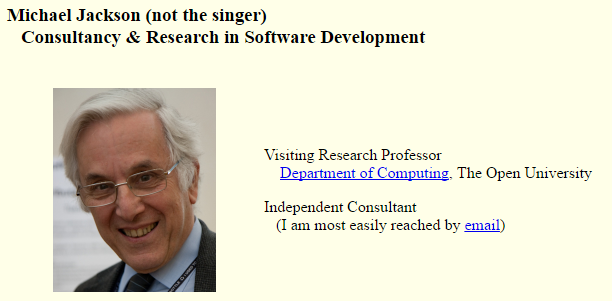 Michael Jackson (not the singer)
Consultancy & Research in Software Development
Visiting Research Professor
Department of Computing, The Open University
Independent Consultant
(I am most easily reached by email)